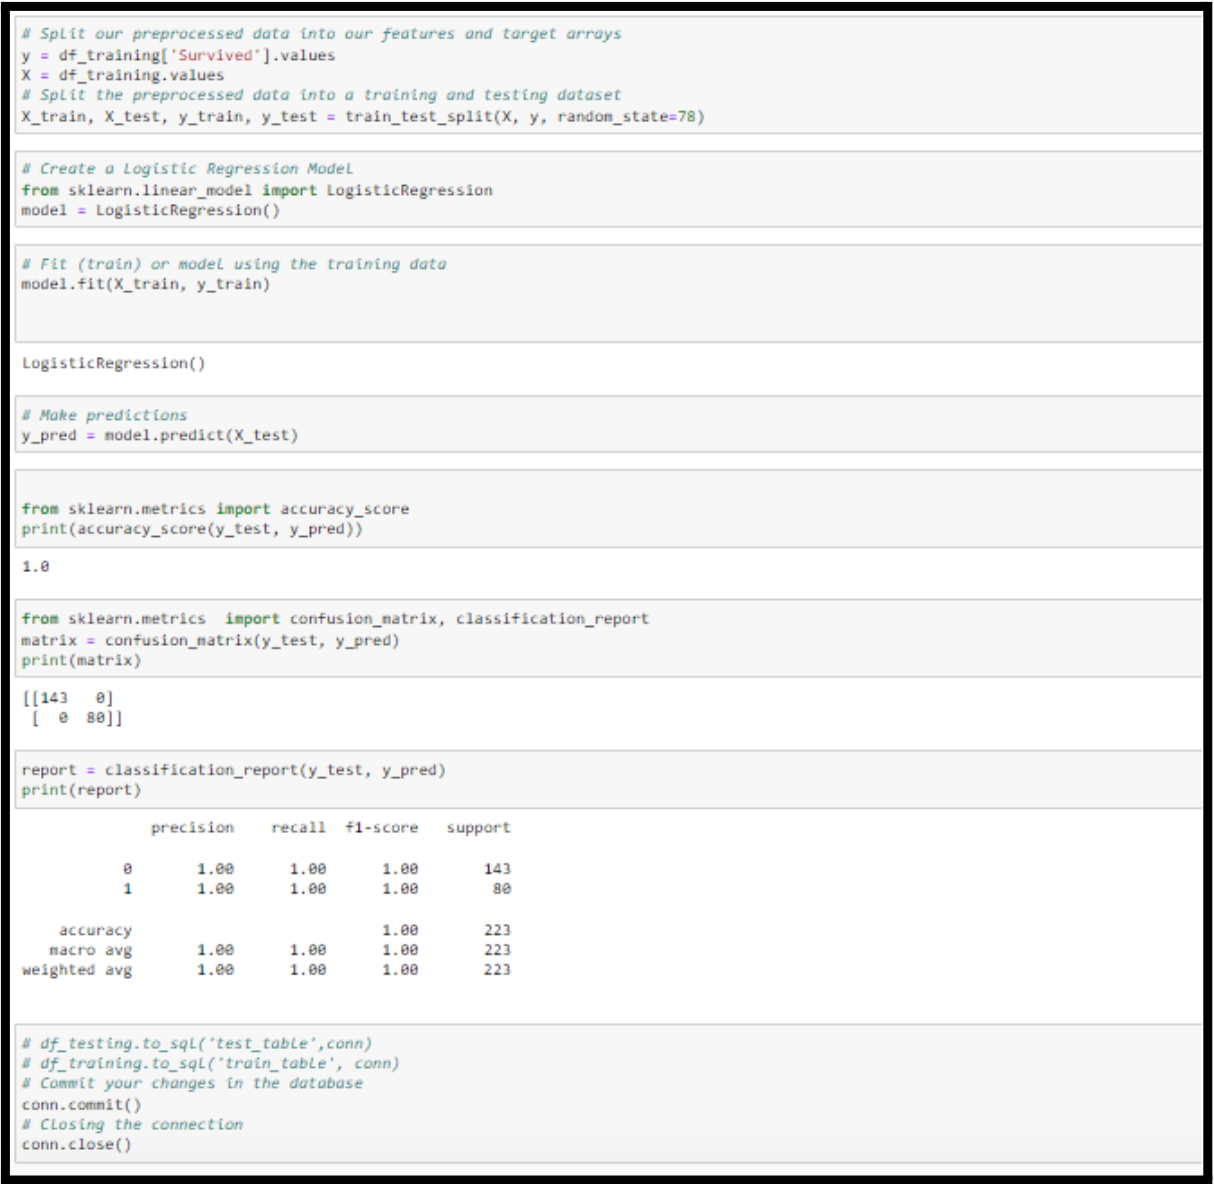 # Split our preprocessed data into our features and target arrays
y = df_training['Survived'].values
X = df_training.values
# Split the preprocessed data into a training and testing dataset
X_train, X_test, y_train, y_test = train_test_split(X, y, random_state=78)
# Create a Logistic Regression Model
from sklearn.linear_model import LogisticRegression
model = LogisticRegression()
# Fit (train) or model using the training data
model.fit(X_train, y_train)
LogisticRegression()
# Make predictions
y_pred = model.predict(X_test)
from sklearn.metrics import accuracy_score
print(accuracy_score(y_test, y_pred))
1.0
from sklearn.metrics  import confusion_matrix, classification_report
matrix = confusion_matrix(y_test, y_pred)
print(matrix)
[[143   0]
 [  0  80]]
report = classification_report(y_test, y_pred)
print(report)
              precision    recall  f1-score   support
           0       1.00      1.00      1.00       143
           1       1.00      1.00      1.00        80
    accuracy                           1.00       223
   macro avg       1.00      1.00      1.00       223
weighted avg       1.00      1.00      1.00       223
# df_testing.to_sql('test_table',conn)
# df_training.to_sql('train_table', conn)
# Commit your changes in the database
conn.commit()
# Closing the connection
conn.close()